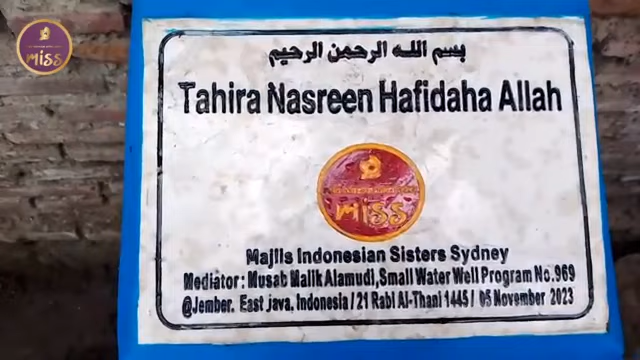 miss
بسم الله الرحمن الرحيم
Tahira Nasreen Hafidaha Allah
miss
Majlis Indonesian Sisters Sydney
Mediator : Musab Malik Alamudi, Small Water Well Program No. 969
@Jember, East java, Indonesia / 21 Rabi Al-Thani 1445 / 05 November 2023